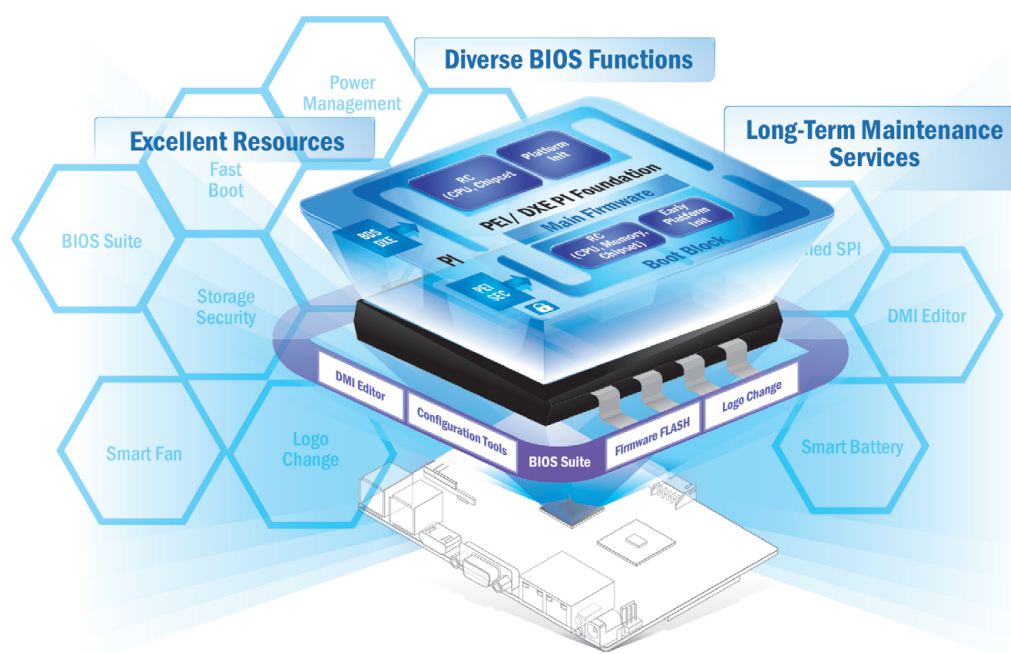 Diverse BIOS Functions
Power
Management
Excellent Resources
Long-Term Maintenance
Services
Fast
Boot
BIOS Suite
Storage
Security
Smart Fan
Logo
Change
SPI
DMI Editor
Smart Battery
RC
(CPU, Chipset
Platform
Init
PEI/ DXE PI Foundation
Main Firmware
BDS
DXE
PI
RC
(CPU, Memory,
Chipset)
Early
Platform
Init
Boot Block
PEI
SEC
DMI Editor
Configuration Tools
BIOS Suite
Firmware FLASH
Logo Change